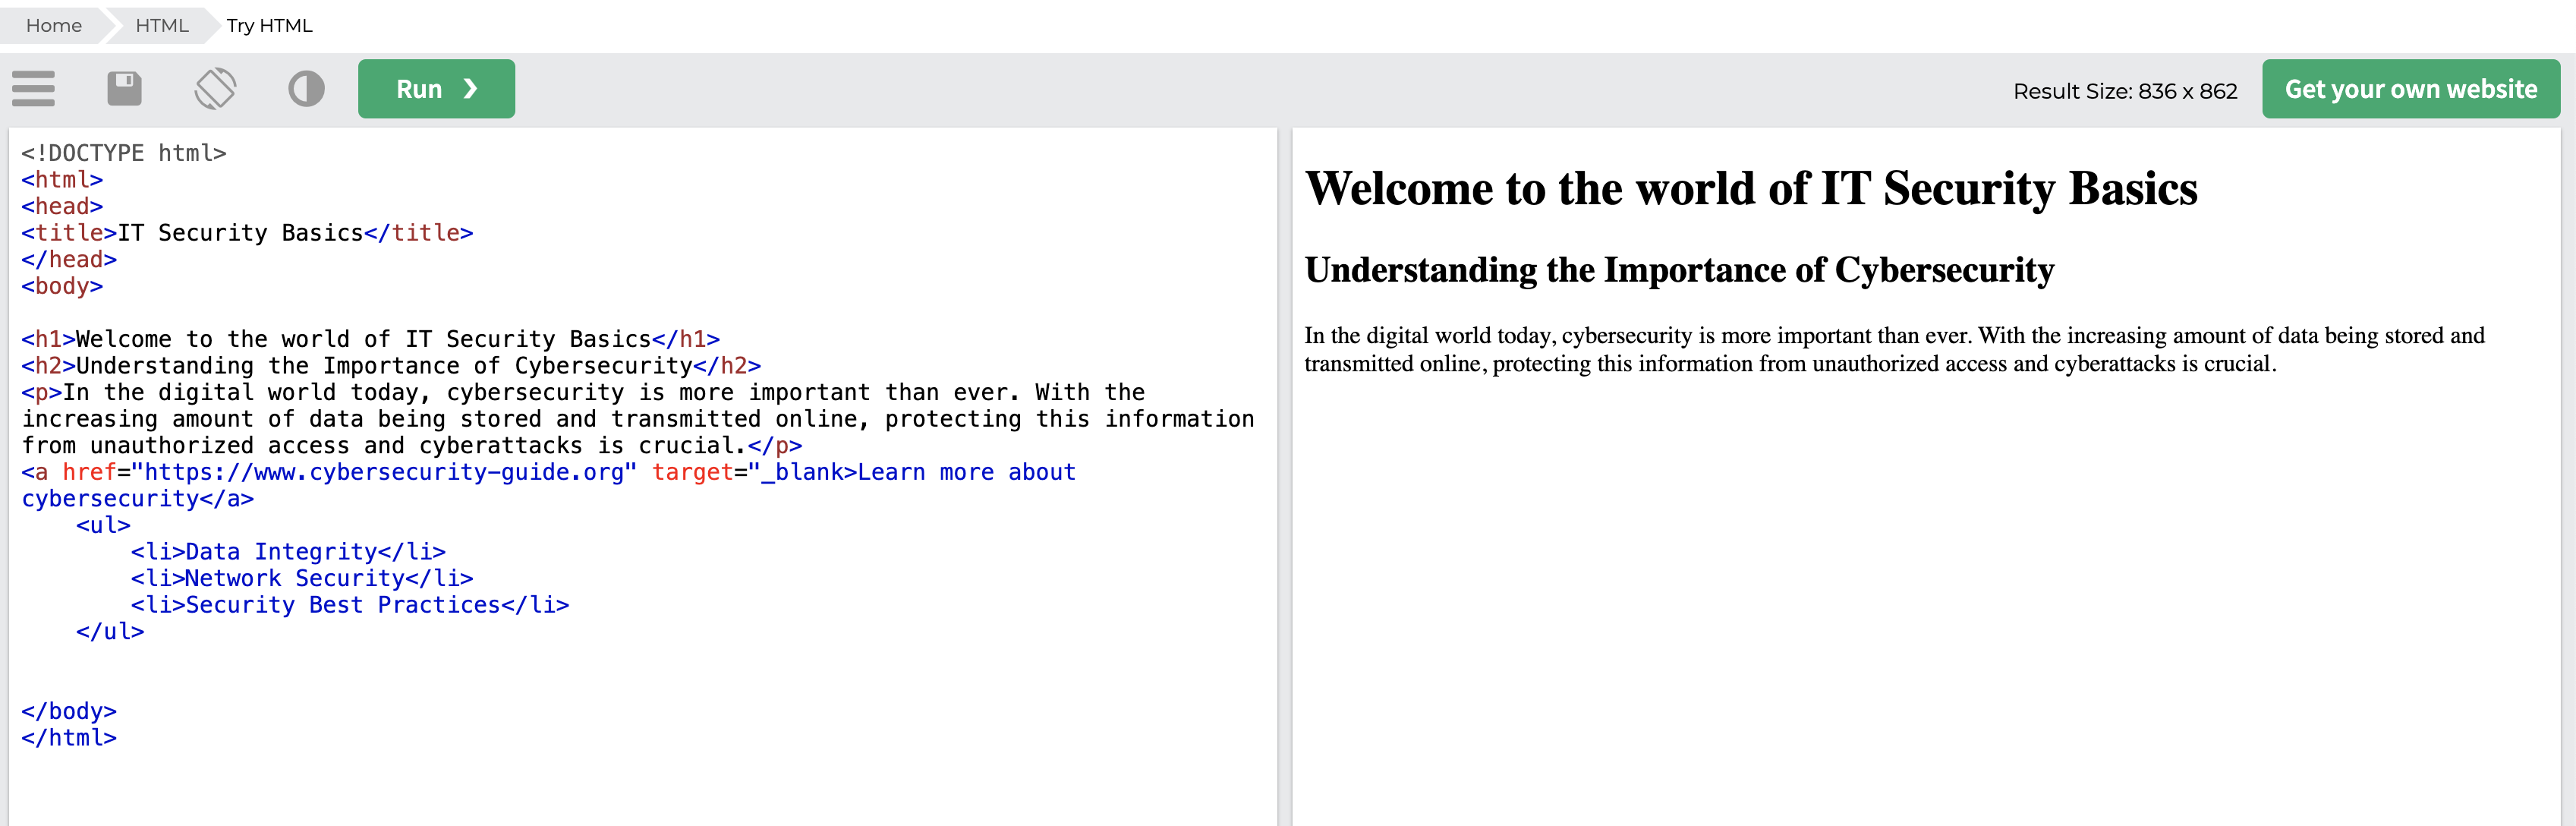 Home HTML Try HTML
Run ❯
Result Size: 836 x 862
Get your own website
<!DOCTYPE html>
<html>
<head>
<title>IT Security Basics</title>
</head>
<body>
<h1>Welcome to the world of IT Security Basics</h1>
<h2>Understanding the Importance of Cybersecurity</h2>
<p>In the digital world today, cybersecurity is more important than ever. With the
increasing amount of data being stored and transmitted online, protecting this information
from unauthorized access and cyberattacks is crucial.</p>
<a href="https://www.cybersecurity-guide.org" target="_blank>Learn more about
cybersecurity</a>
<ul>
<li>Data Integrity</li>
<li>Network Security</li>
<li>Security Best Practices</li>
</ul>
</body>
</html>
Welcome to the world of IT Security Basics
Understanding the Importance of Cybersecurity
In the digital world today, cybersecurity is more important than ever. With the increasing amount of data being stored and
transmitted online, protecting this information from unauthorized access and cyberattacks is crucial.